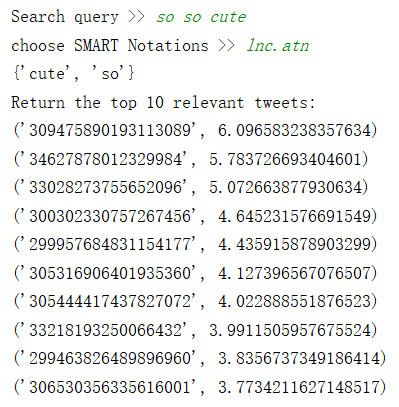 Search query >> so so cute
choose SMART Notations >> lnc.atn
{'cute', 'so'}
Return the top 10 relevant tweets:
('309475890193113089', 6.096583238357634)
('34627878012329984', 5.783726693404601)
('33028273755652096', 5.072663877930634)
('300302330757267456', 4.645231576691549)
('299957684831154177', 4.435915878903299)
('305316906401935360', 4.127396567076507)
('305444417437827072', 4.022888551876523)
('33218193250066432', 3.9911505957675524)
('299463826489896960', 3.8356737349186414)
('306530356335616001', 3.7734211627148517)